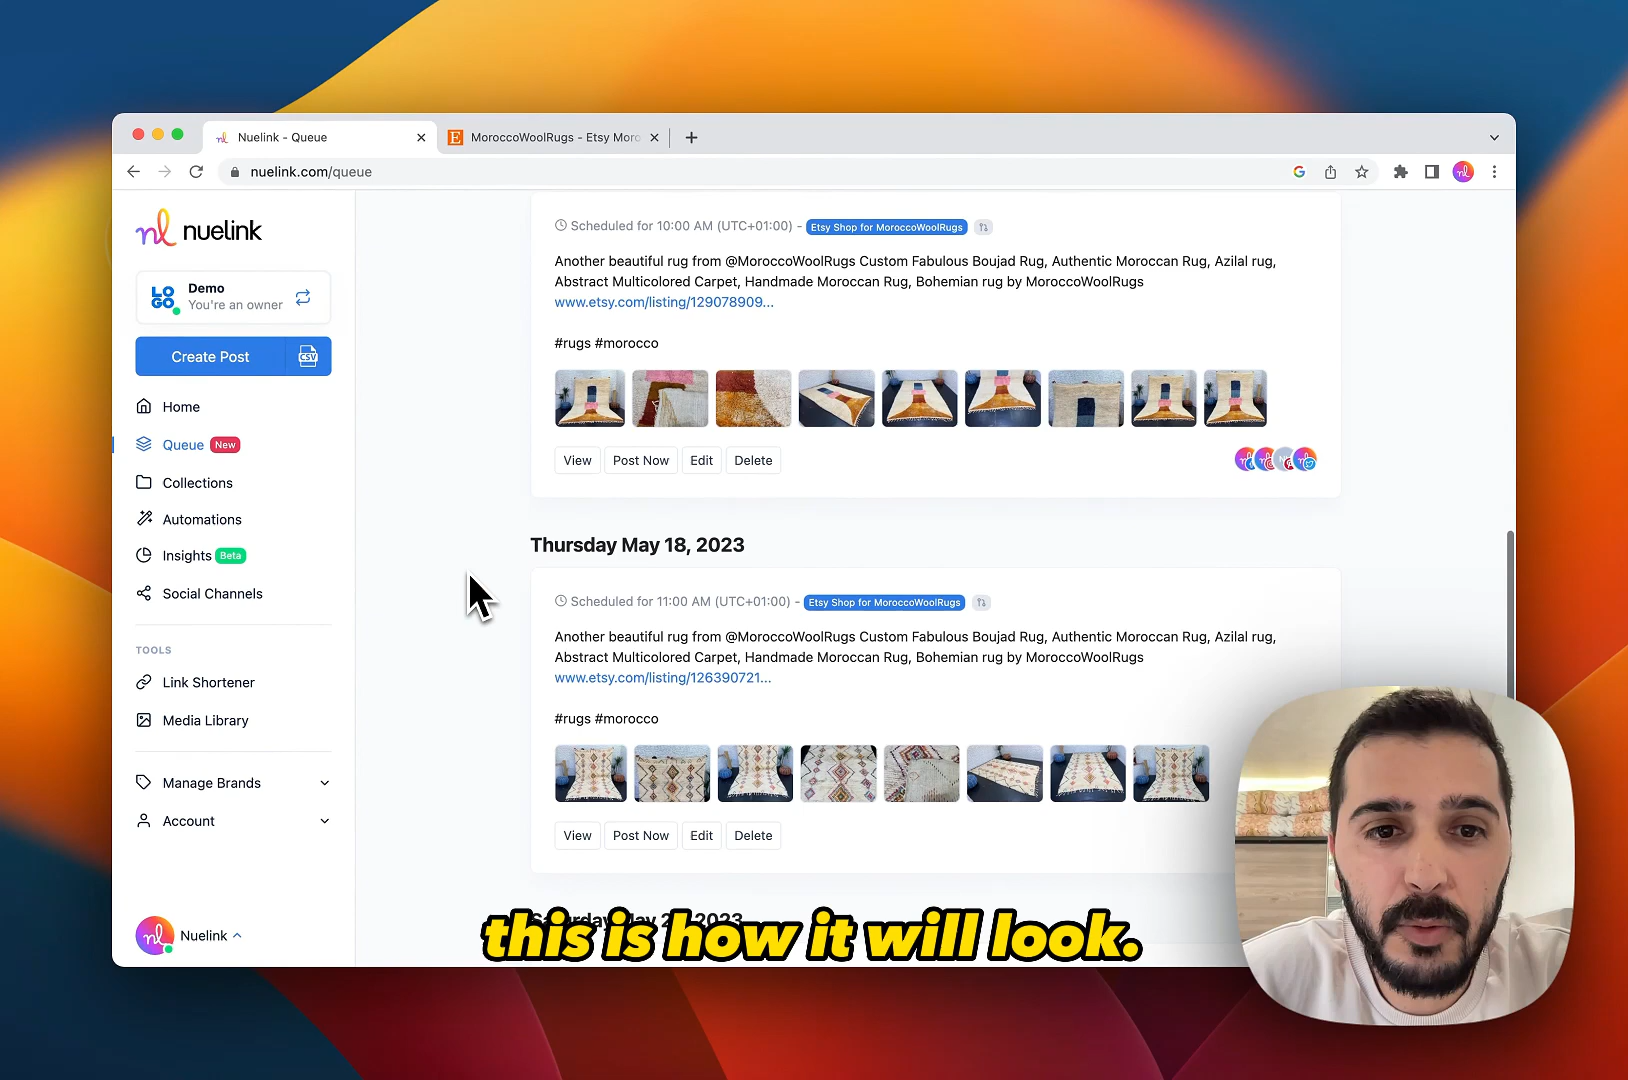 Nuelink - Queue
MoroccoWoolRugs - Etsy Moro
nuelink.com/queue
nuelink
Demo
You're an owner
Create Post
CSV
Home
Queue New
Collections
Automations
Insights Beta
Social Channels
TOOLS
Link Shortener
Media Library
Manage Brands
Account
Nuelink
Scheduled for 10:00 AM (UTC+01:00) - Etsy Shop for MoroccoWoolRugs
Another beautiful rug from @MoroccoWoolRugs Custom Fabulous Boujad Rug, Authentic Moroccan Rug, Azilal rug,
Abstract Multicolored Carpet, Handmade Moroccan Rug, Bohemian rug by MoroccoWoolRugs
www.etsy.com/listing/129078909...
#rugs #morocco
View Post Now Edit Delete
Thursday May 18, 2023
Scheduled for 11:00 AM (UTC+01:00) - Etsy Shop for MoroccoWoolRugs
Another beautiful rug from @MoroccoWoolRugs Custom Fabulous Boujad Rug, Authentic Moroccan Rug, Azilal rug,
Abstract Multicolored Carpet, Handmade Moroccan Rug, Bohemian rug by MoroccoWoolRugs
www.etsy.com/listing/126390721...
#rugs #morocco
View Post Now Edit Delete
this is how it will look.